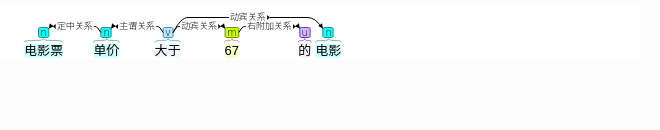 动宾关系
定中关系 主谓关系 动宾关系 右附加关系
n n v m u n
电影票 单价 大于 67 的 电影